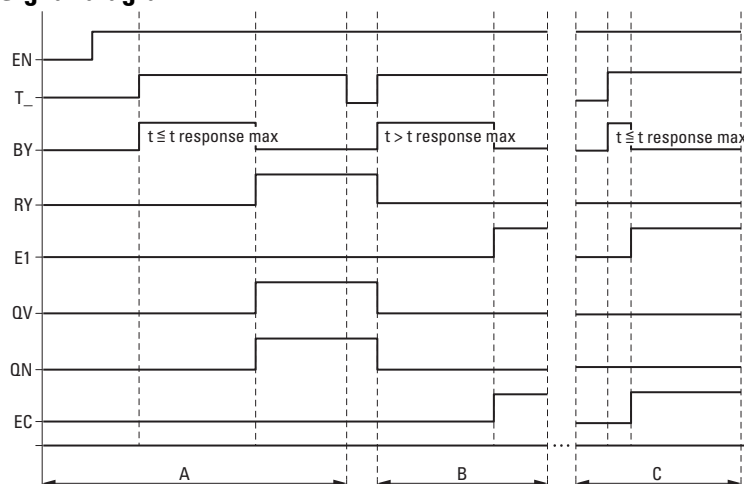 EN
T_
BY
t ≦ t response max
t > t response max
t ≦ t response max
RY
E1
QV
QN
EC
...
A
B
C